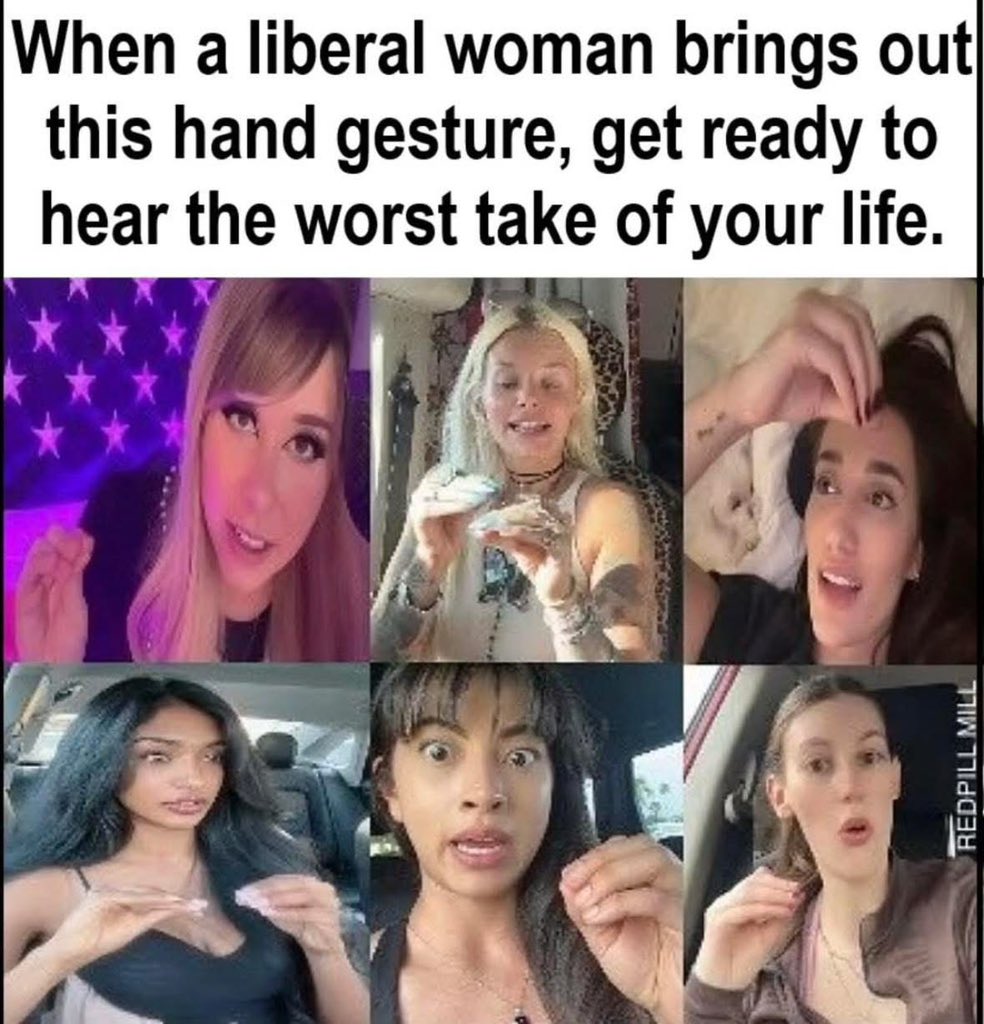 When a liberal woman brings out
this hand gesture, get ready to
hear the worst take of your life.
REDPILL MILL